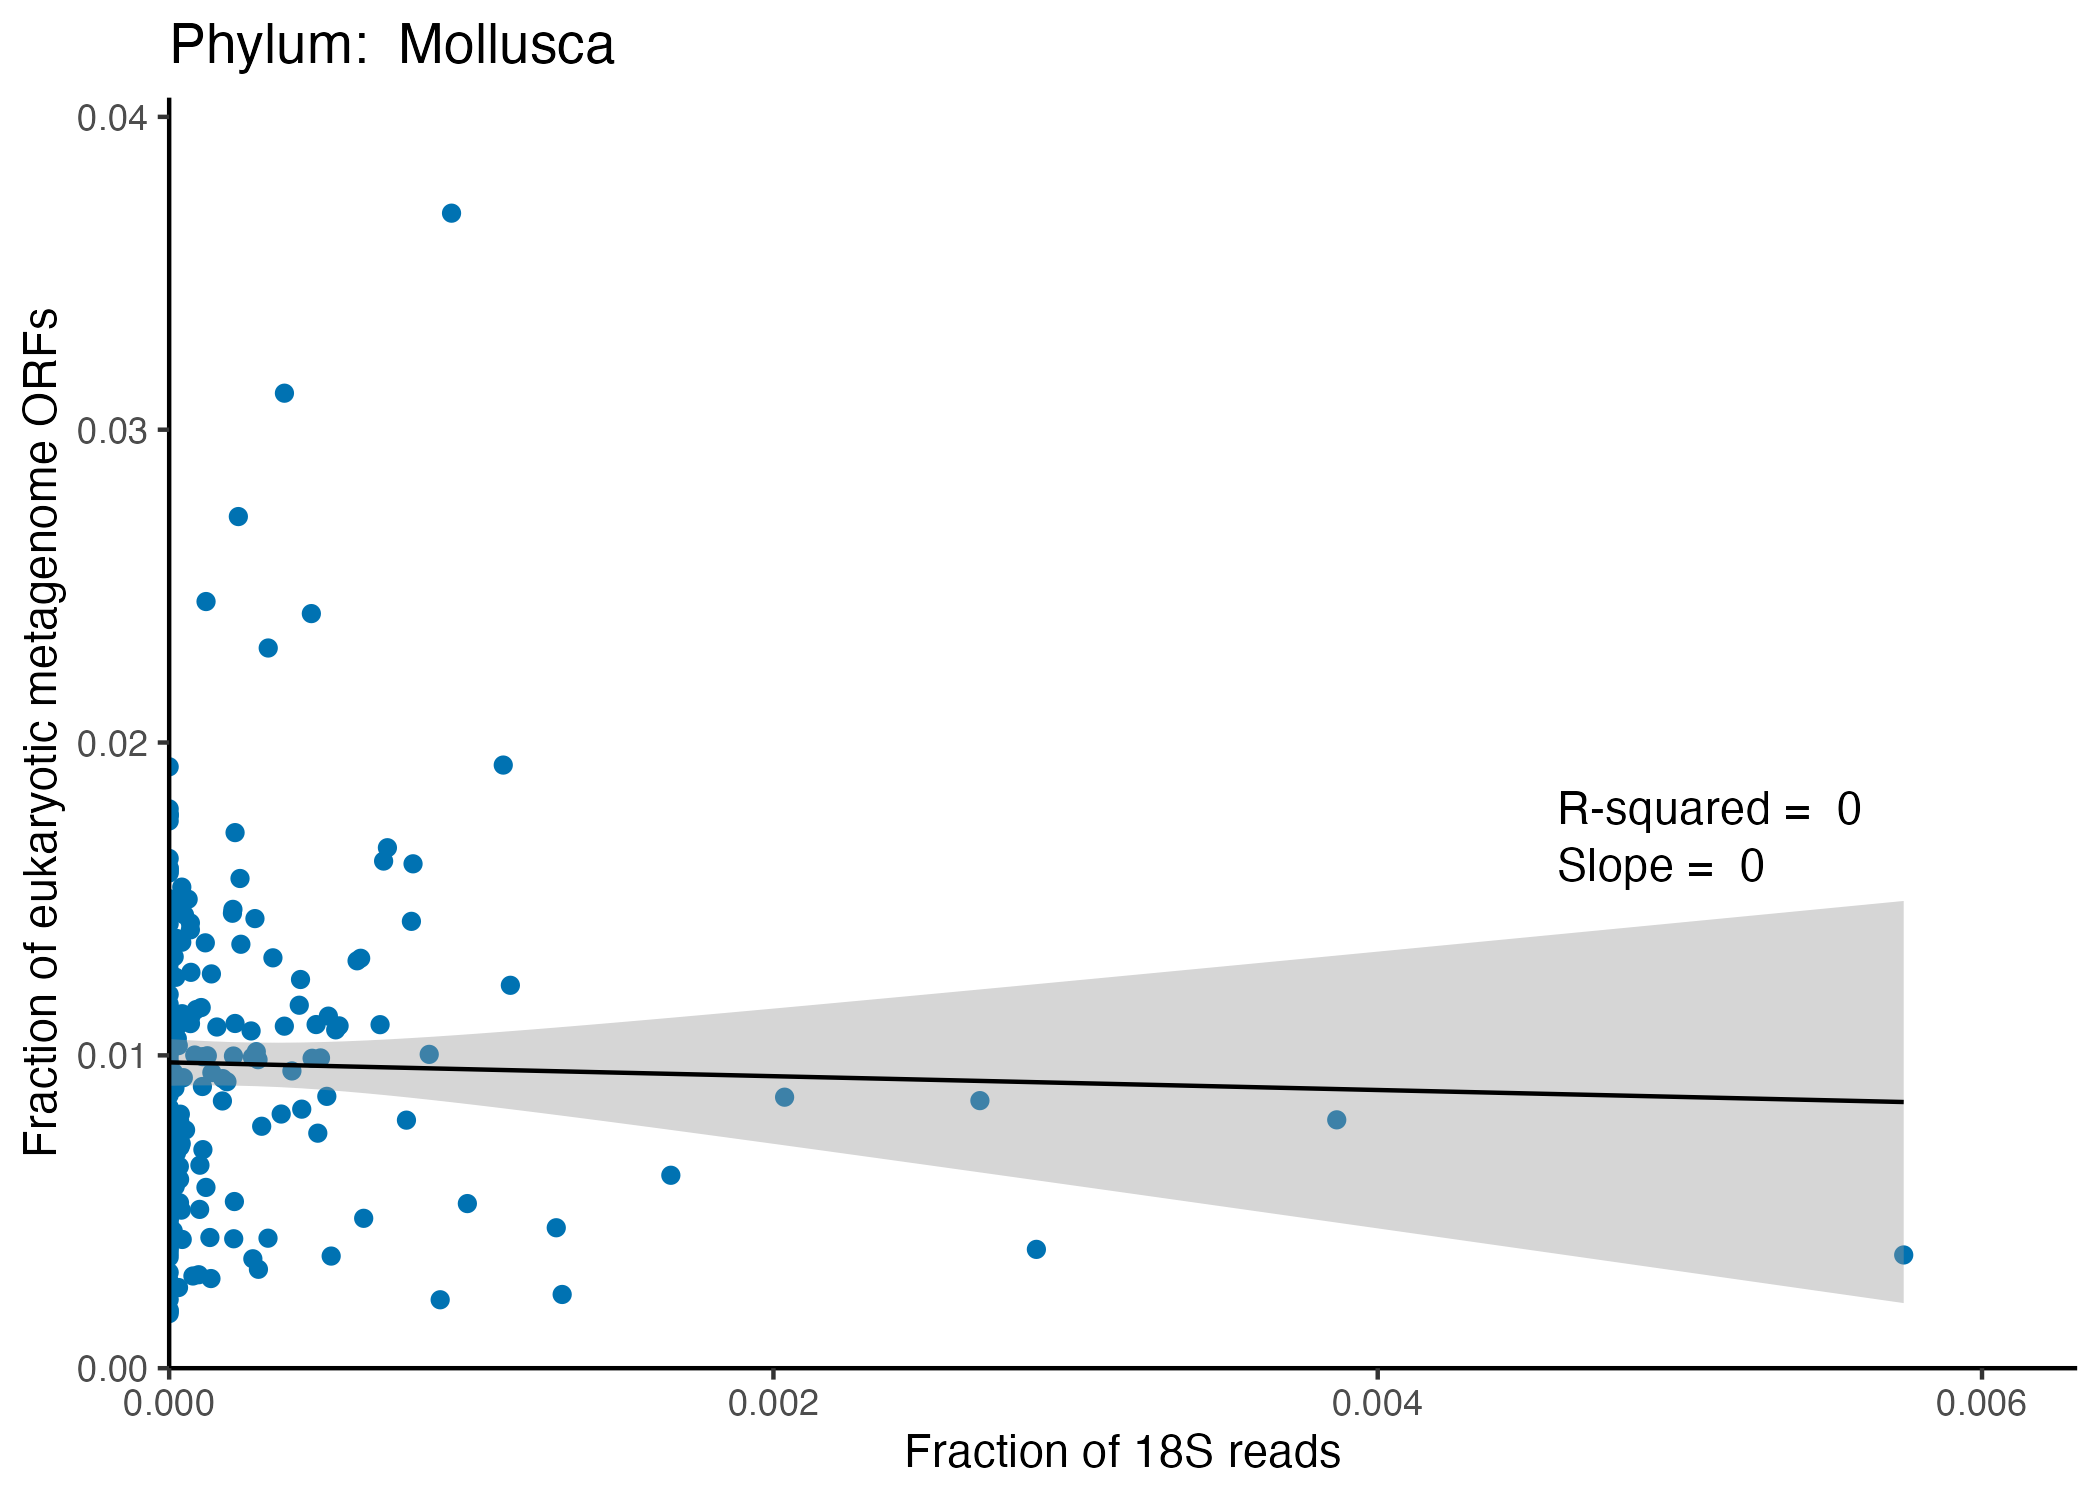 Phylum:  Mollusca
0.04
0.03
0.02
0.01
0.00
Fraction of eukaryotic metagenome ORFs
R-squared =  0
Slope =  0
0.000 0.002 0.004 0.006
Fraction of 18S reads